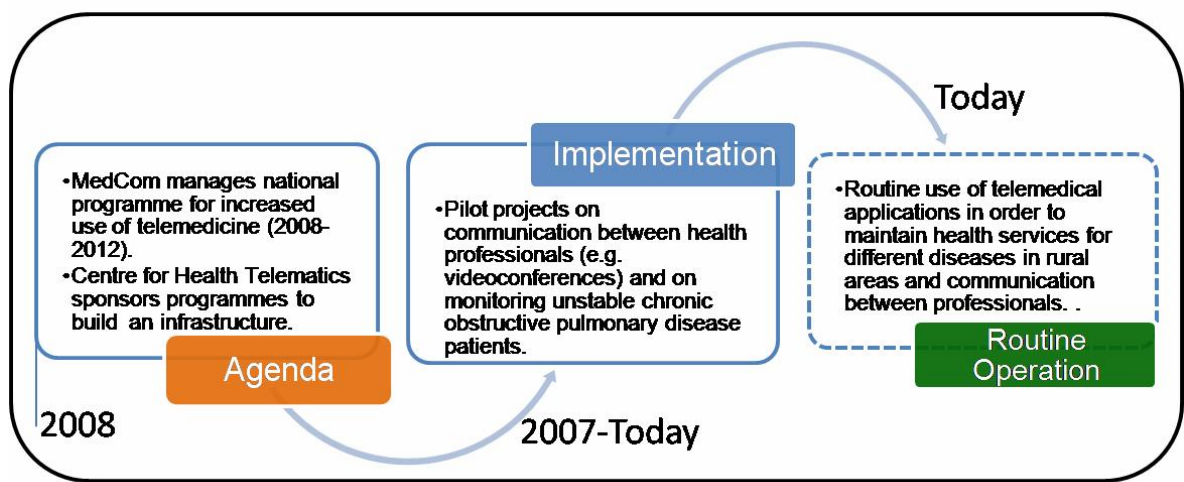 •MedCom manages national
programme for increased
use of telemedicine (2008-
2012).
•Centre for Health Telematics
sponsors programmes to
build an infrastructure.
Agenda
2008
Implementation
•Pilot projects on
communication between health
professionals (e.g.
videoconferences) and on
monitoring unstable chronic
obstructive pulmonary disease
patients.
2007-Today
Today
•Routine use of telemedical
applications in order to
maintain health services for
different diseases in rural
areas and communication
between professionals. .
Routine
Operation